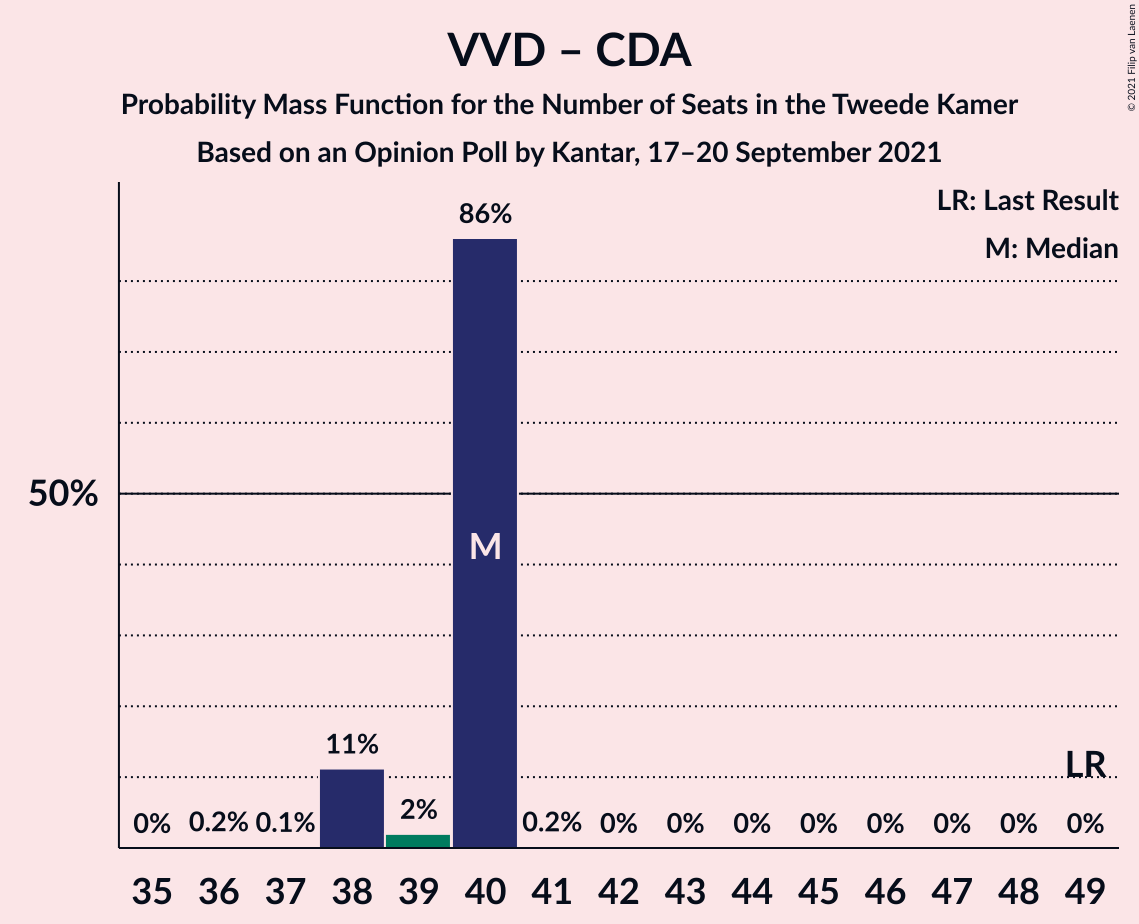 VVD – CDA
Probability Mass Function for the Number of Seats in the Tweede Kamer
Based on an Opinion Poll by Kantar, 17–20 September 2021
© 2021 Filip van Laenen
LR: Last Result
M: Median
86%
50%
M
11%
LR
0% 0.2% 0.1% 2% 0.2% 0% 0% 0% 0% 0% 0% 0% 0%
35 36 37 38 39 40 41 42 43 44 45 46 47 48 49